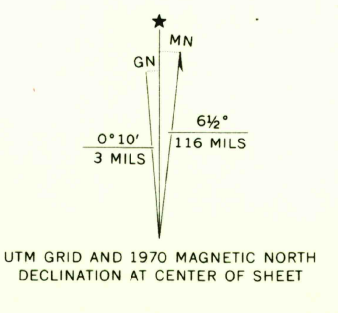 MN
GN
6½°
116 MILS
0°10′
3 MILS
UTM GRID AND 1970 MAGNETIC NORTH
DECLINATION AT CENTER OF SHEET